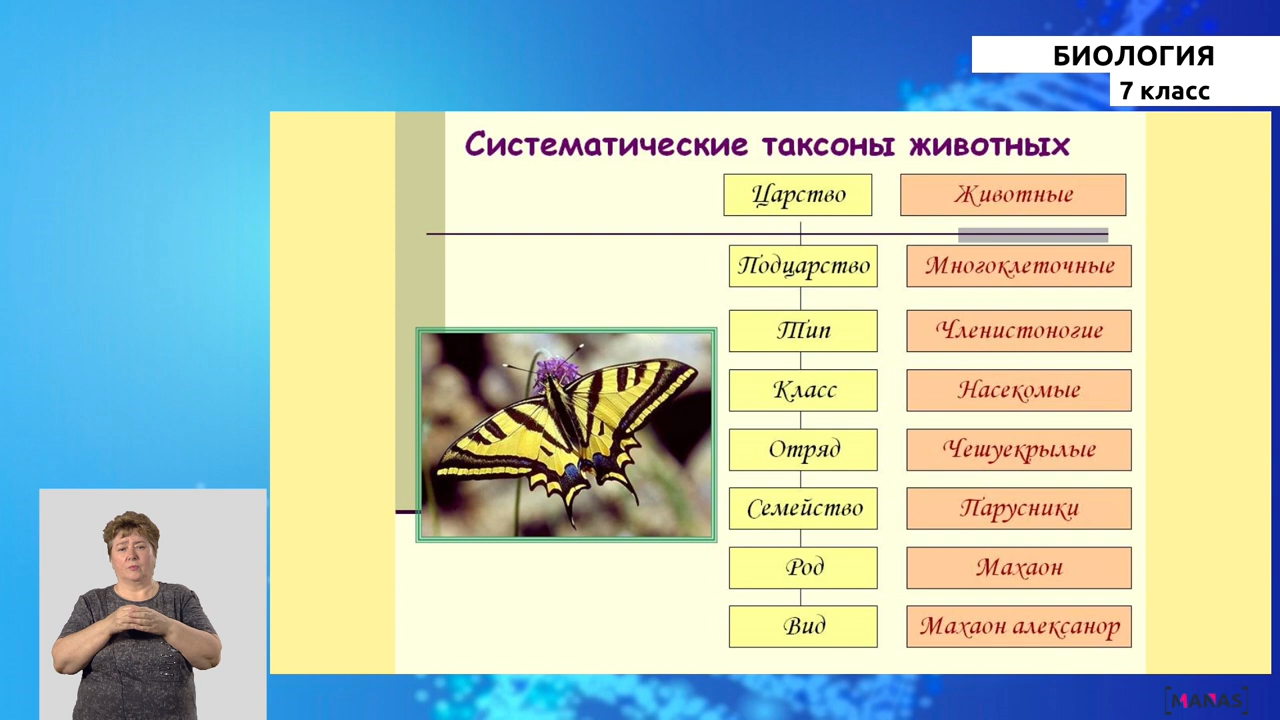 БИОЛОГИЯ
7 класс
Систематические таксоны животных
Царство Животные
Подцарство Многоклеточные
Тип Членистоногие
Класс Насекомые
Отряд Чешуекрылые
Семейство Парусники
Род Махаон
Вид Махаон алексанор
MANAS